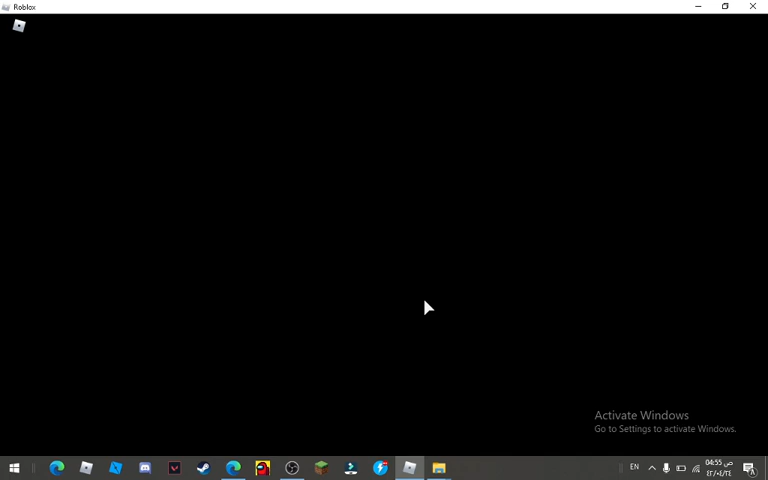 Roblox
Activate Windows
Go to Settings to activate Windows.
EN
04:55 ص